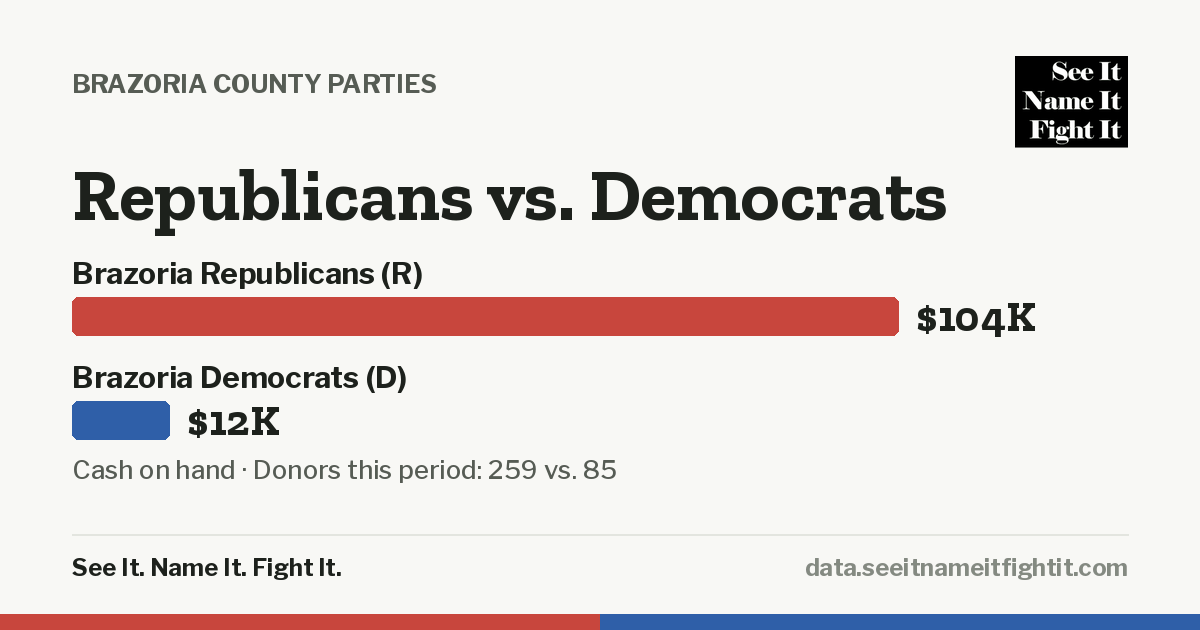 BRAZORIA COUNTY PARTIES
See It
Name It
Fight It
Republicans vs. Democrats
Brazoria Republicans (R)
$104K
Brazoria Democrats (D)
$12K
Cash on hand · Donors this period: 259 vs. 85
See It. Name It. Fight It.
data.seeitnameitfightit.com